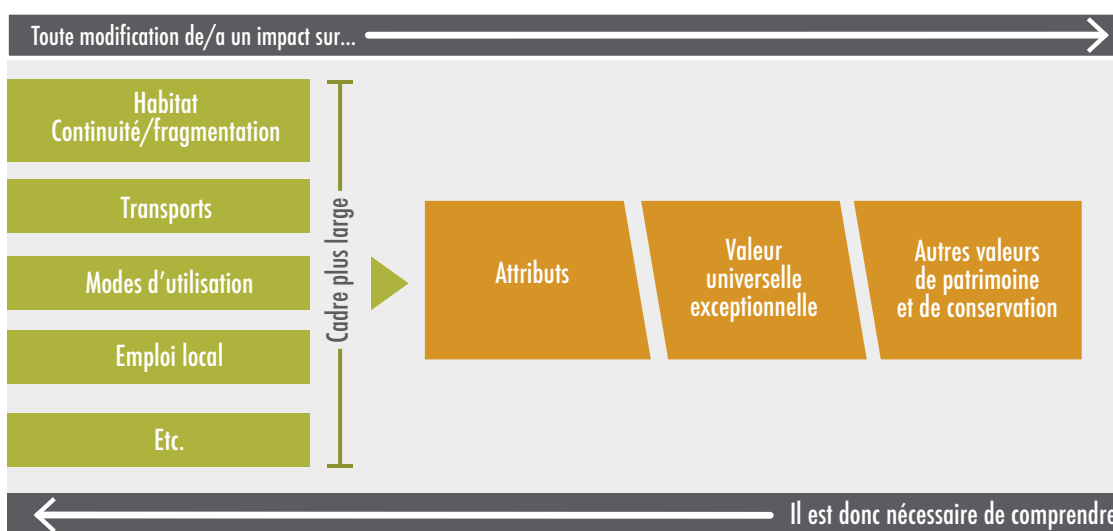 Toute modification de/a un impact sur...
Habitat
Continuité/fragmentation
Transports
Modes d'utilisation
Emploi local
Etc.
Cadre plus large
Attributs
Valeur
universelle
exceptionnelle
Autres valeurs
de patrimoine
et de conservation
Il est donc nécessaire de comprendre